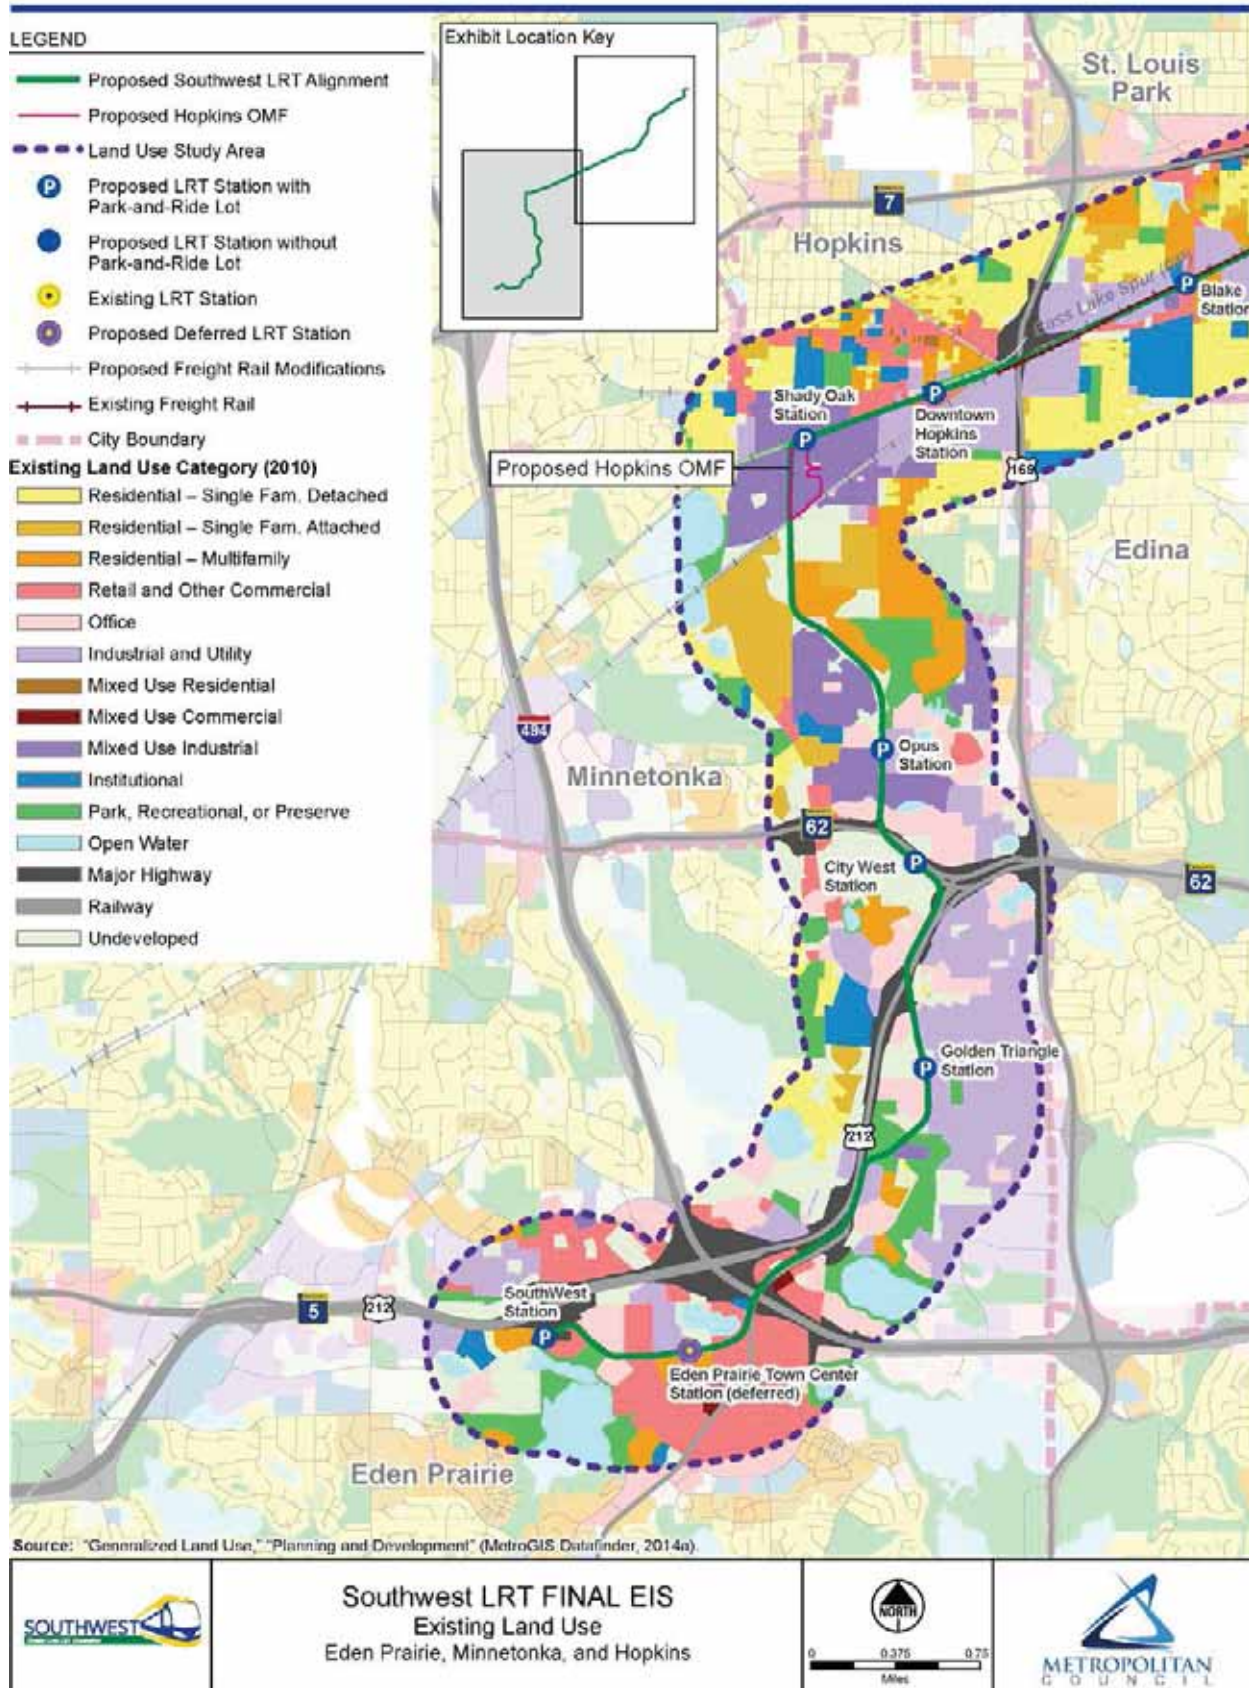 LEGEND
Proposed Southwest LRT Alignment
Proposed Hopkins OMF
Land Use Study Area
P
Proposed LRT Station with
Park-and-Ride Lot
Proposed LRT Station without
Park-and-Ride Lot
Existing LRT Station
Proposed Deferred LRT Station
Proposed Freight Rail Modifications
Existing Freight Rail
City Boundary
Existing Land Use Category (2010)
Residential – Single Fam. Detached
Residential – Single Fam. Attached
Residential – Multifamily
Retail and Other Commercial
Office
Industrial and Utility
Mixed Use Residential
Mixed Use Commercial
Mixed Use Industrial
Institutional
Park, Recreational, or Preserve
Open Water
Major Highway
Railway
Undeveloped
Exhibit Location Key
St. Louis
Park
7
Hopkins
Bass Lake Spur
P
Blake
Station
Shady Oak
Station
P
P
Downtown
Hopkins
Station
Proposed Hopkins OMF
169
Edina
494
Minnetonka
P
Opus
Station
62
City West
Station
P
62
Golden Triangle
Station
P
212
SouthWest
Station
5
212
P
Eden Prairie Town Center
Station (deferred)
Eden Prairie
Source: "Generalized Land Use," "Planning and Development" (MetroGIS Datafinder, 2014a).
SOUTHWEST
Southwest LRT FINAL EIS
Existing Land Use
Eden Prairie, Minnetonka, and Hopkins
NORTH
0 0.375 0.75
Miles
METROPOLITAN
COUNCIL